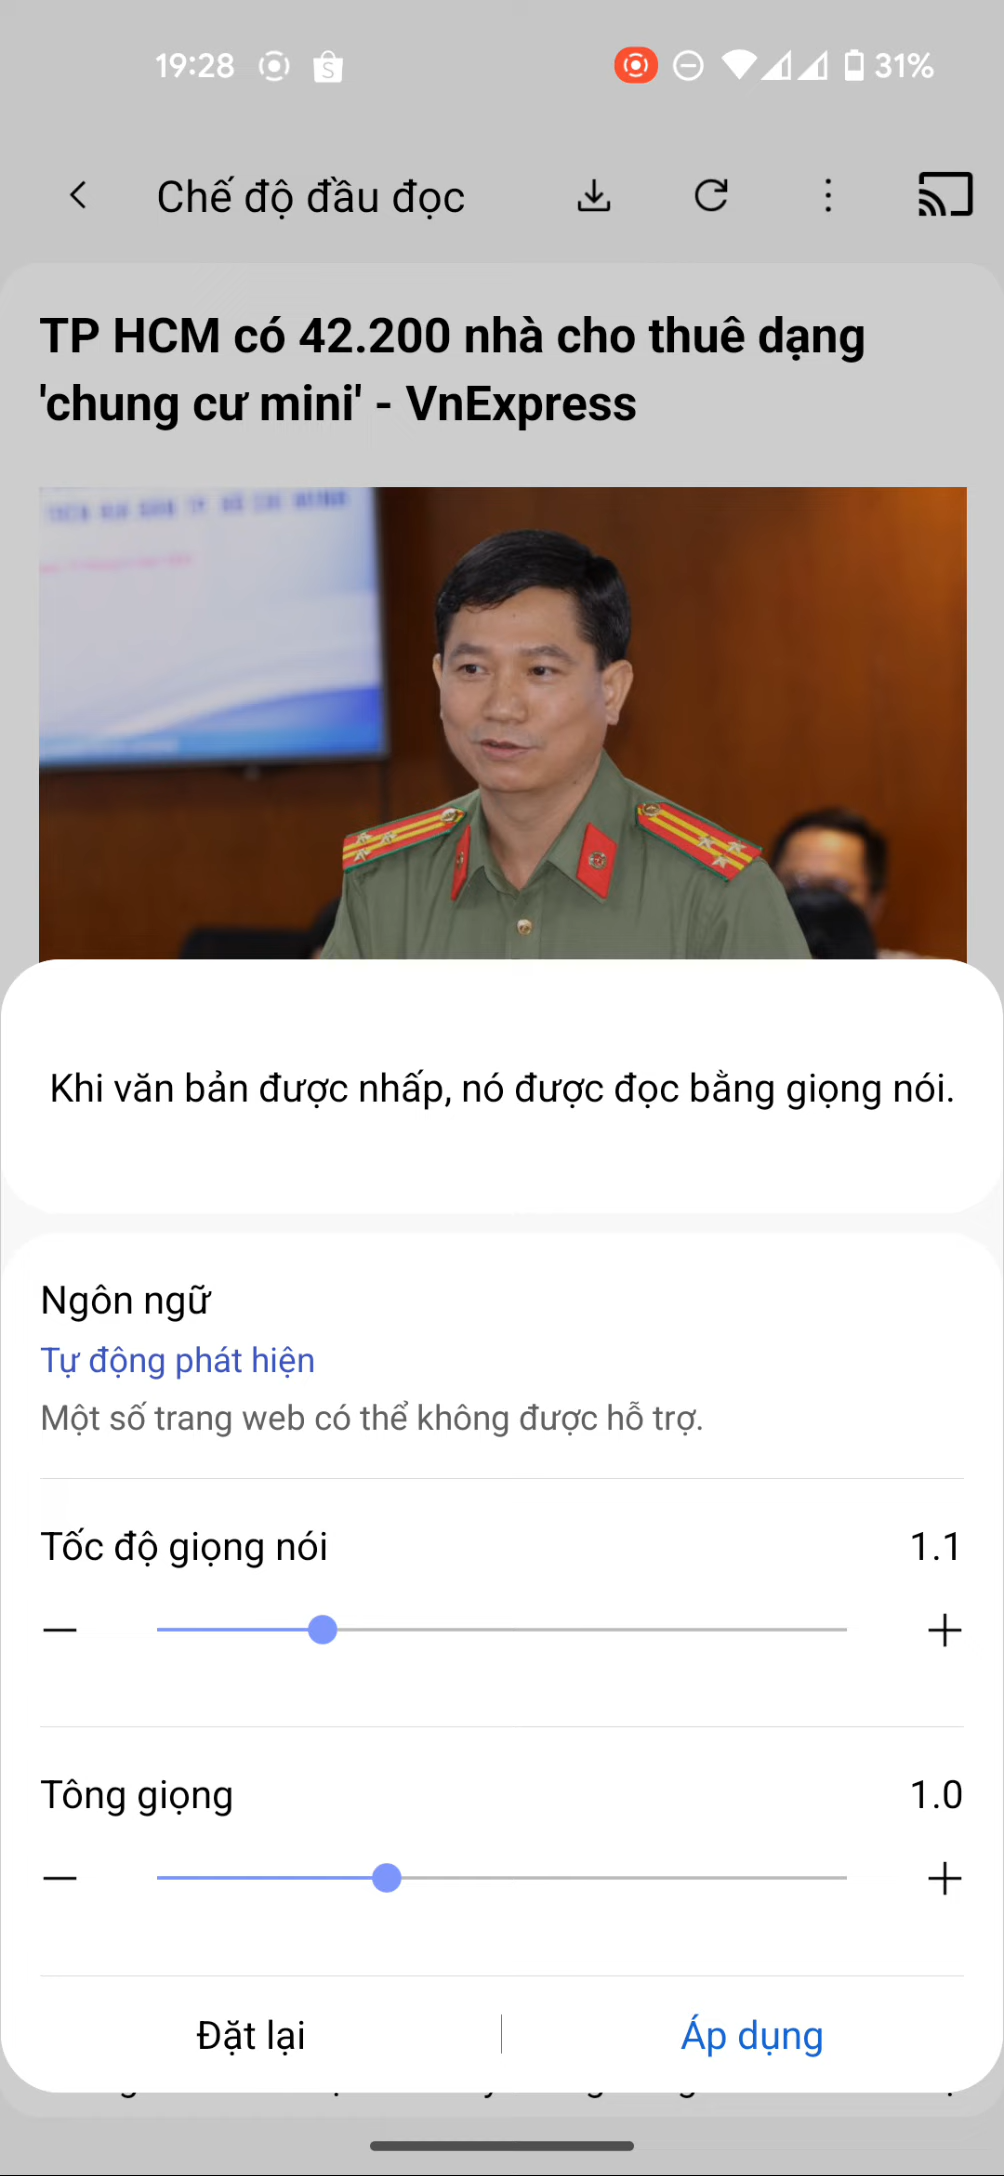 19:28
31%
Chế độ đầu đọc
TP HCM có 42.200 nhà cho thuê dạng
'chung cư mini' - VnExpress
Khi văn bản được nhấp, nó được đọc bằng giọng nói.
Ngôn ngữ
Tự động phát hiện
Một số trang web có thể không được hỗ trợ.
Tốc độ giọng nói 1.1
Tông giọng 1.0
Đặt lại
Áp dụng